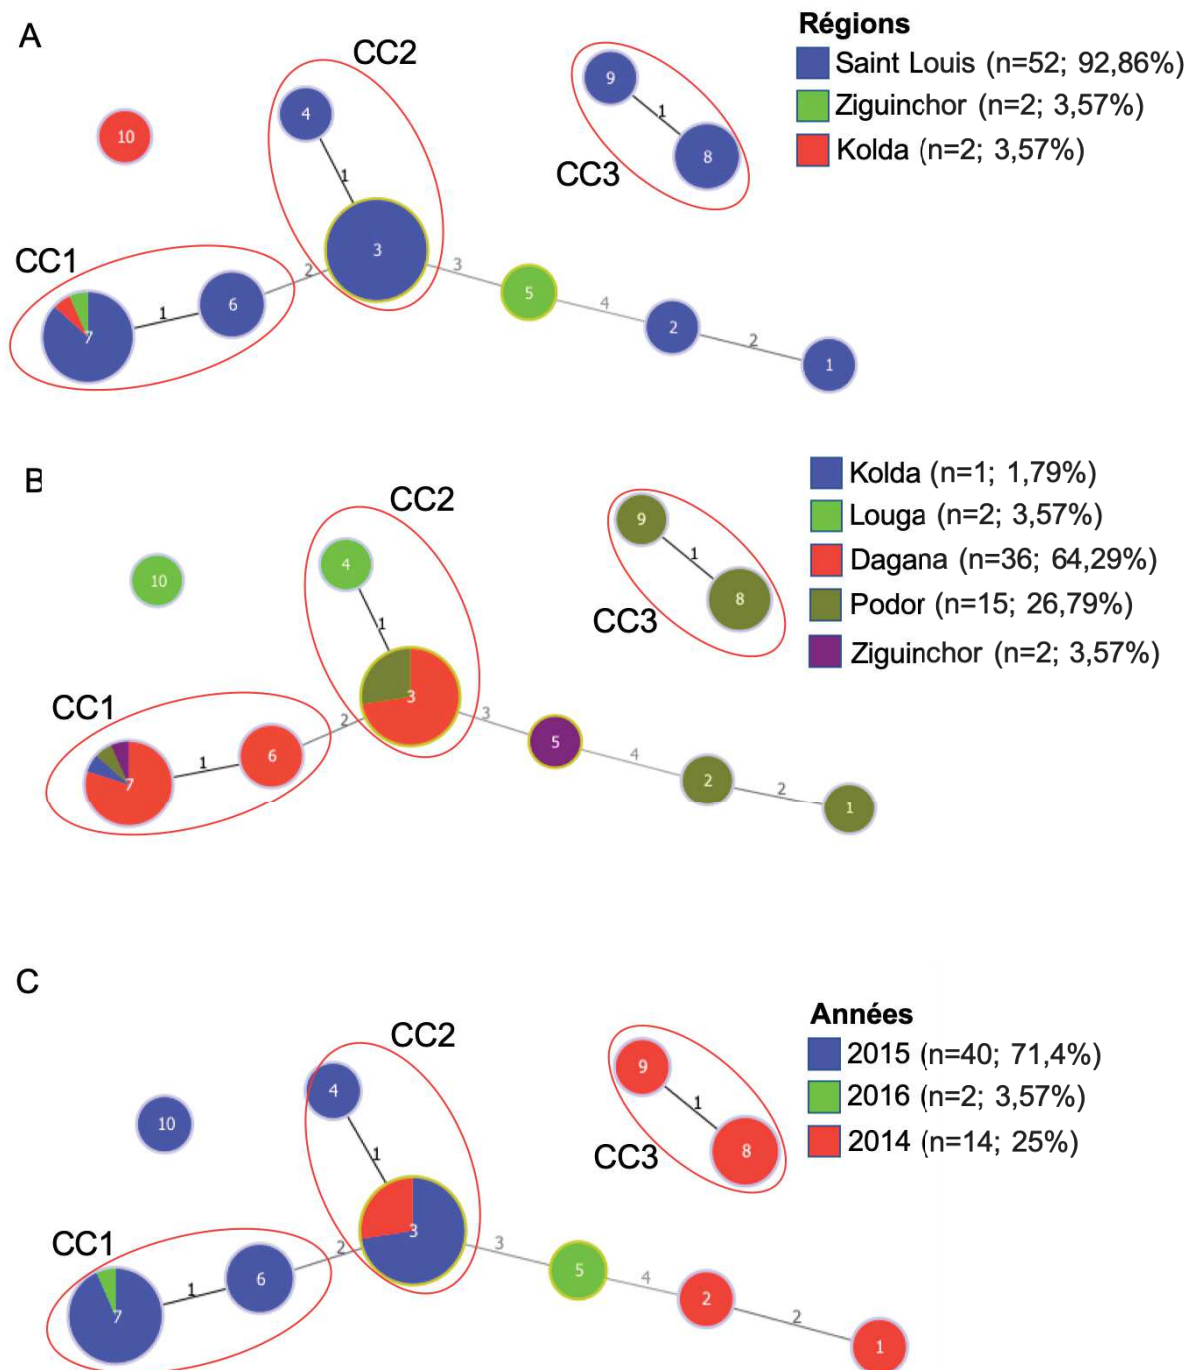 A
Régions
Saint Louis (n=52; 92,86%)
Ziguinchor (n=2; 3,57%)
Kolda (n=2; 3,57%)
CC2
CC3
CC1
10
4
1
9
1
8
3
2
3
5
4
2
2
1
6
1
7
B
Kolda (n=1; 1,79%)
Louga (n=2; 3,57%)
Dagana (n=36; 64,29%)
Podor (n=15; 26,79%)
Ziguinchor (n=2; 3,57%)
CC2
CC3
CC1
10
4
1
9
1
8
3
2
3
5
4
2
2
1
6
1
7
C
Années
2015 (n=40; 71,4%)
2016 (n=2; 3,57%)
2014 (n=14; 25%)
CC2
CC3
CC1
10
4
1
9
1
8
3
2
3
5
4
2
2
1
6
1
7